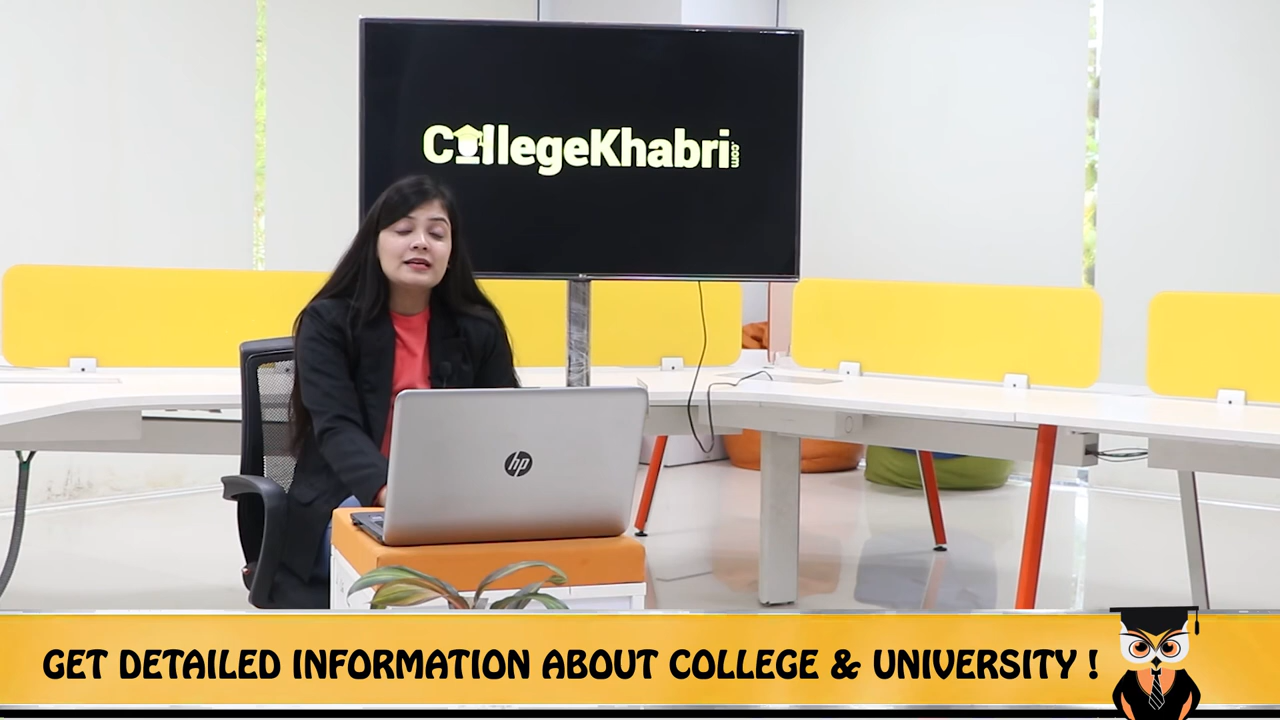 CollegeKhabri.com
hp
GET DETAILED INFORMATION ABOUT COLLEGE & UNIVERSITY !